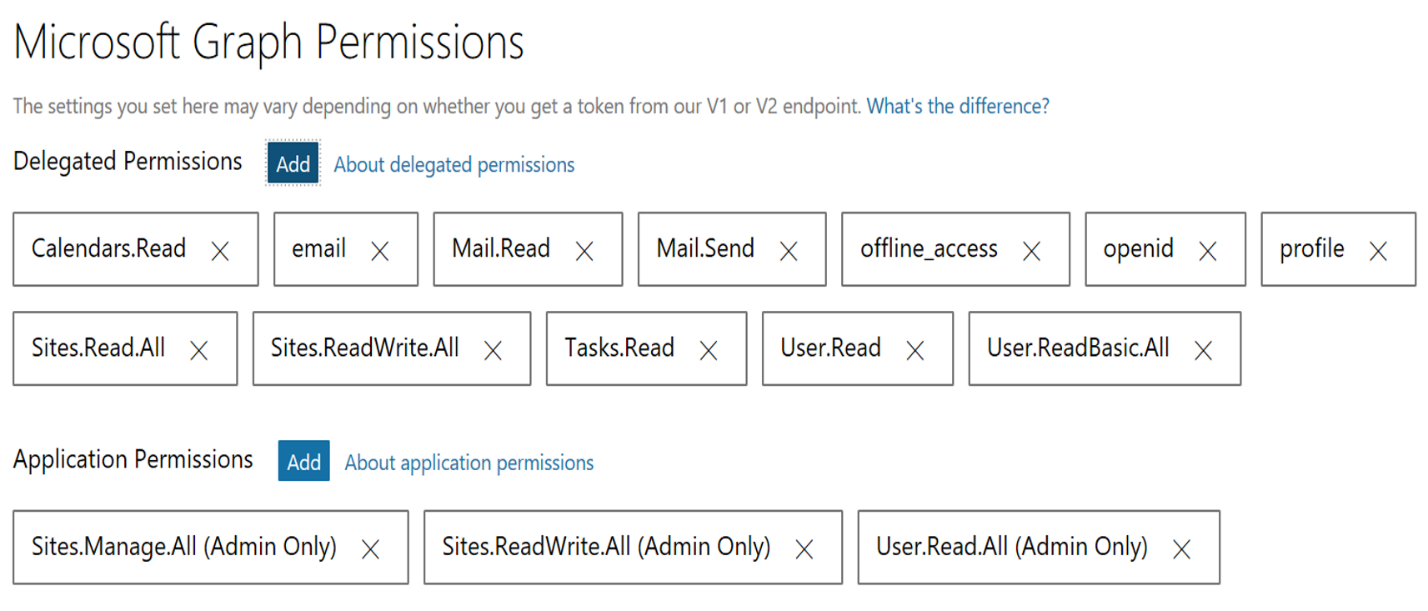 Microsoft Graph Permissions
The settings you set here may vary depending on whether you get a token from our V1 or V2 endpoint. What's the difference?
Delegated Permissions Add About delegated permissions
Calendars.Read email Mail.Read Mail.Send offline_access openid profile
Sites.Read.All Sites.ReadWrite.All Tasks.Read User.Read User.ReadBasic.All
Application Permissions Add About application permissions
Sites.Manage.All (Admin Only) Sites.ReadWrite.All (Admin Only) User.Read.All (Admin Only)